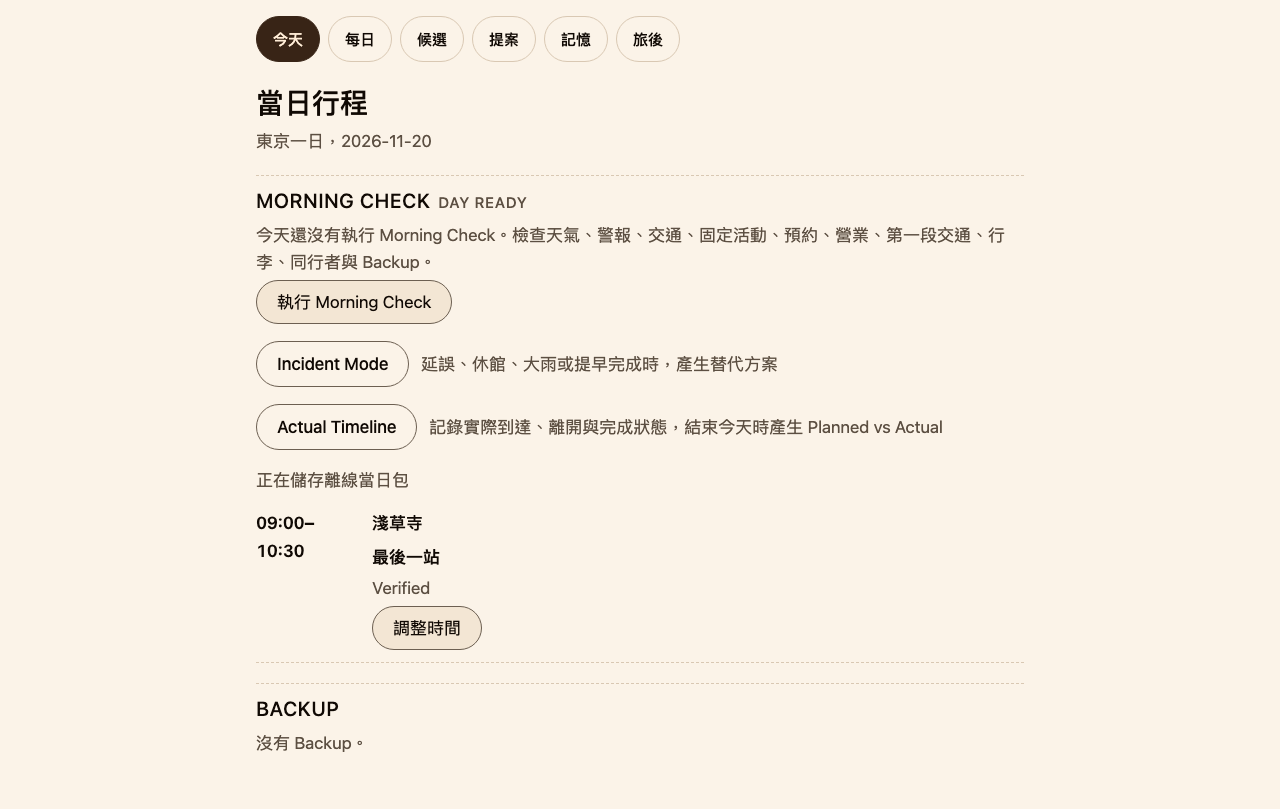 今天 每日 候選 提案 記憶 旅後
當日行程
東京一日，2026-11-20
MORNING CHECK DAY READY
今天還沒有執行 Morning Check。檢查天氣、警報、交通、固定活動、預約、營業、第一段交通、行
李、同行者與 Backup。
執行 Morning Check
Incident Mode 延誤、休館、大雨或提早完成時，產生替代方案
Actual Timeline 記錄實際到達、離開與完成狀態，結束今天時產生 Planned vs Actual
正在儲存離線當日包
09:00– 淺草寺
10:30 最後一站
Verified
調整時間
BACKUP
沒有 Backup。